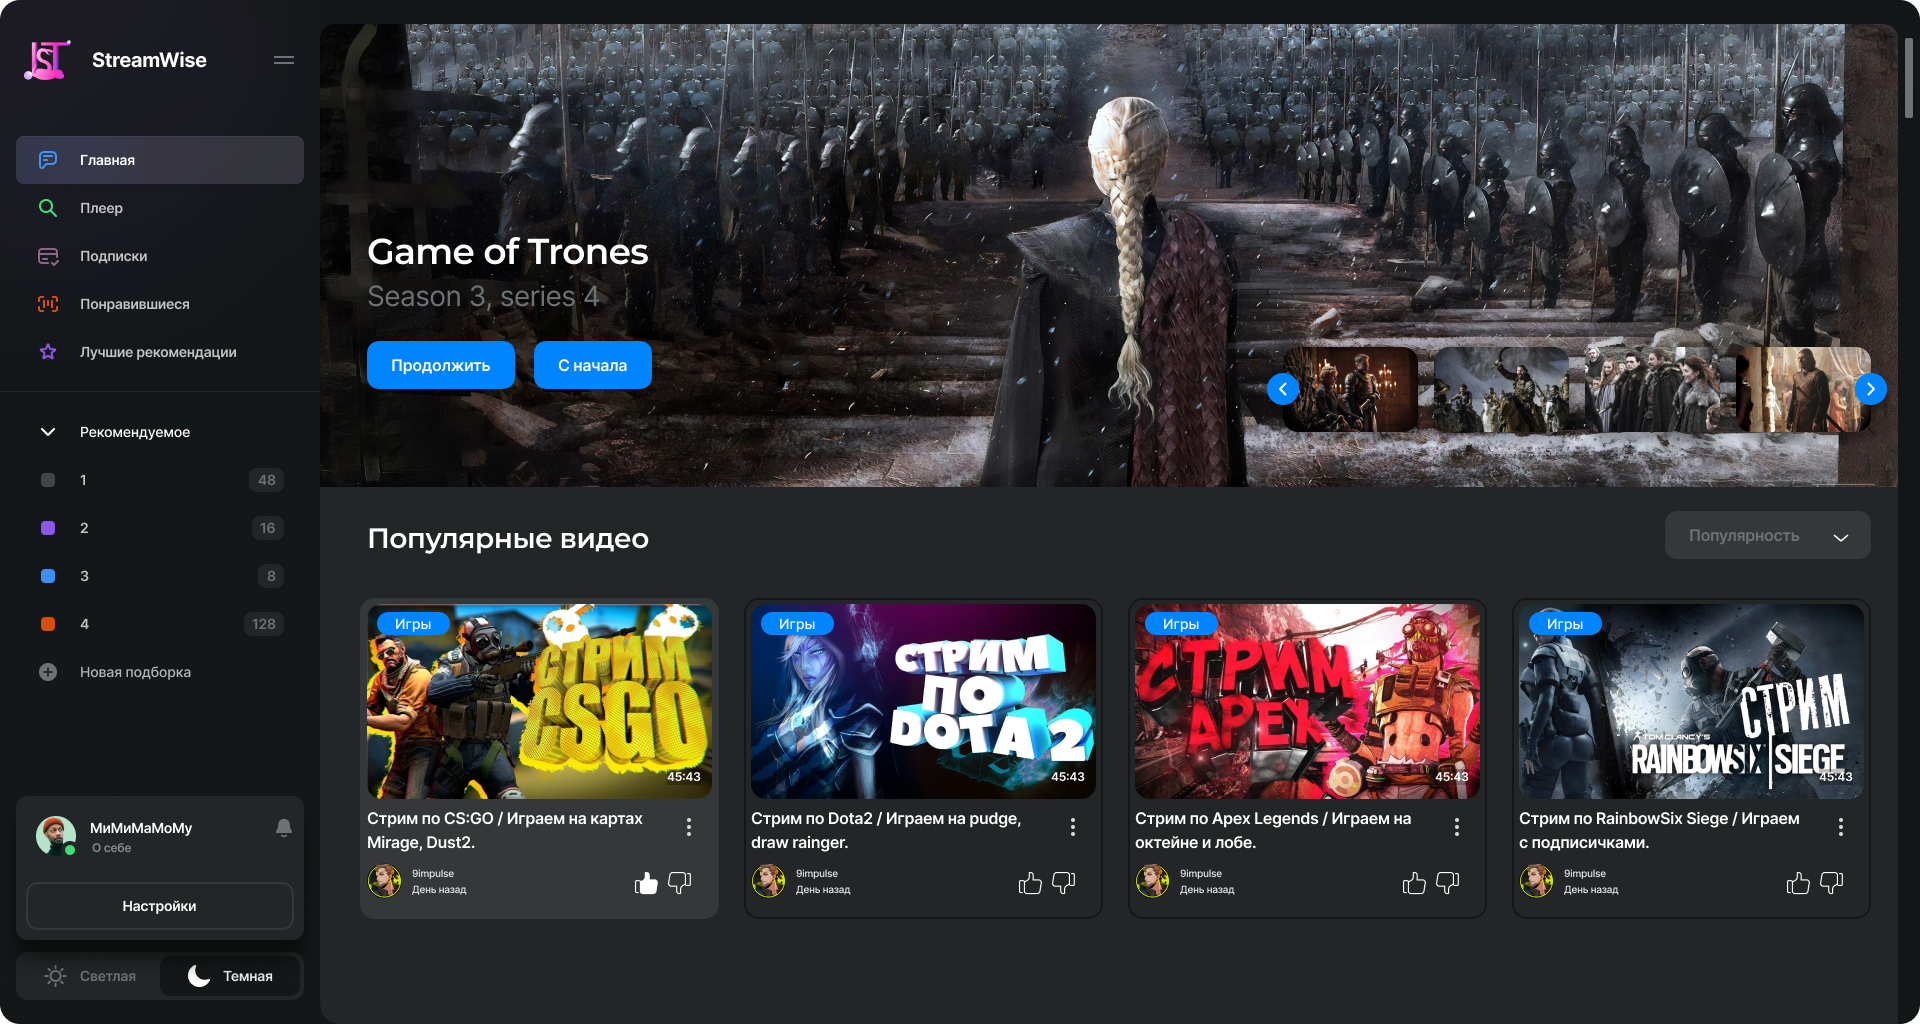 StreamWise
Главная
Плеер
Подписки
Понравившиеся
Лучшие рекомендации
Рекомендуемое
1 48
2 16
3 8
4 128
Новая подборка
МиМиМаМоМу
О себе
Настройки
Светлая Темная
Game of Trones
Season 3, series 4
Продолжить С начала
Популярные видео
Популярность
Игры
СТРИМ
CSGO
45:43
Стрим по CS:GO / Играем на картах
Mirage, Dust2.
9impulse
День назад
Игры
СТРИМ
ПО
DOTA 2
45:43
Стрим по Dota2 / Играем на pudge,
draw rainger.
9impulse
День назад
Игры
СТРИМ
APEX
45:43
Стрим по Apex Legends / Играем на
октейне и лобе.
9impulse
День назад
Игры
СТРИМ
TOM CLANCY'S
RAINBOWSIX SIEGE
45:43
Стрим по RainbowSix Siege / Играем
с подписичками.
9impulse
День назад